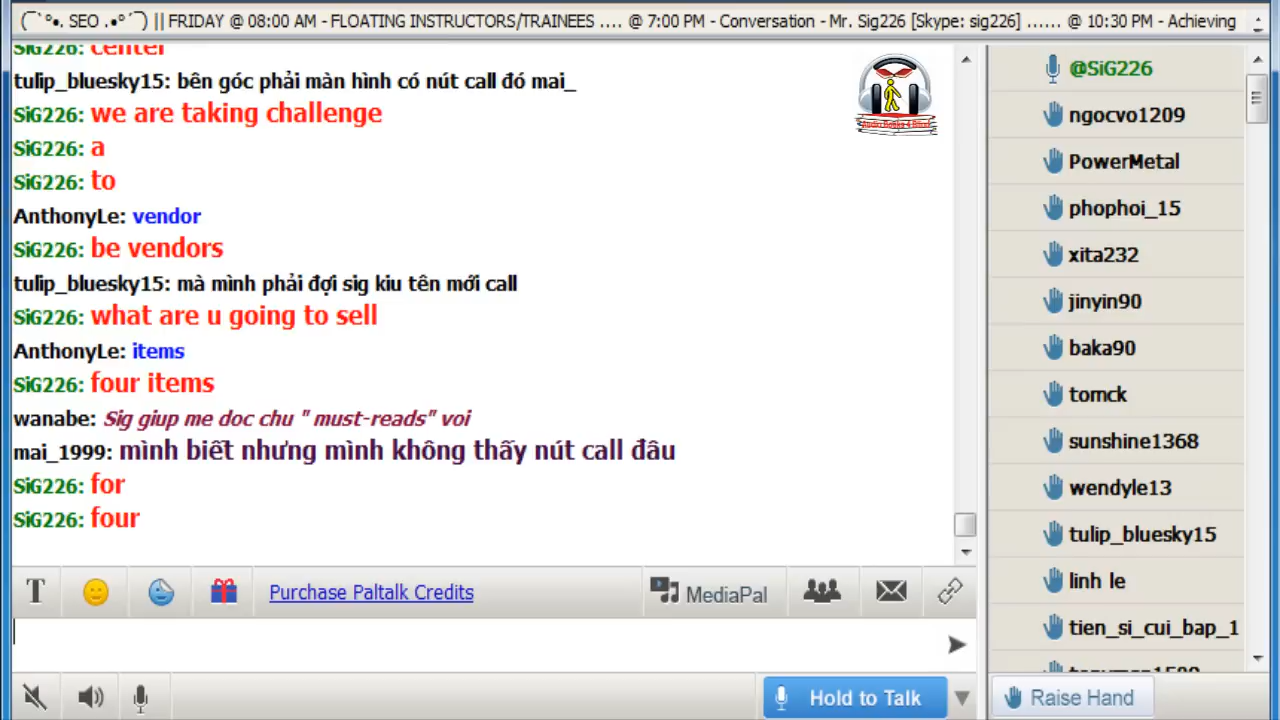 (¯`°•. SEO .•°´¯) || FRIDAY @ 08:00 AM - FLOATING INSTRUCTORS/TRAINEES .... @ 7:00 PM - Conversation - Mr. Sig226 [Skype: sig226] ...... @ 10:30 PM - Achieving
SiG226: center
tulip_bluesky15: bên góc phải màn hình có nút call đó mai_
SiG226: we are taking challenge
SiG226: a
SiG226: to
AnthonyLe: vendor
SiG226: be vendors
tulip_bluesky15: mà mình phải đợi sig kiu tên mới call
SiG226: what are u going to sell
AnthonyLe: items
SiG226: four items
wanabe: Sig giup me doc chu " must-reads" voi
mai_1999: mình biết nhưng mình không thấy nút call đâu
SiG226: for
SiG226: four
Purchase Paltalk Credits
MediaPal
Hold to Talk
@SiG226
ngocvo1209
PowerMetal
phophoi_15
xita232
jinyin90
baka90
tomck
sunshine1368
wendyle13
tulip_bluesky15
linh le
tien_si_cui_bap_1
Raise Hand